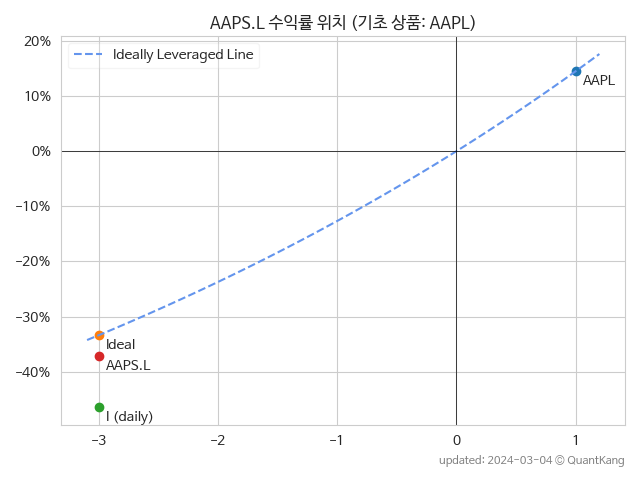 AAPS.L 수익률 위치 (기초 상품: AAPL)
20%
Ideally Leveraged Line
10%
AAPL
0%
−10%
−20%
−30%
Ideal
AAPS.L
−40%
I (daily)
−3
−2
−1
0
1
updated: 2024-03-04 © QuantKang